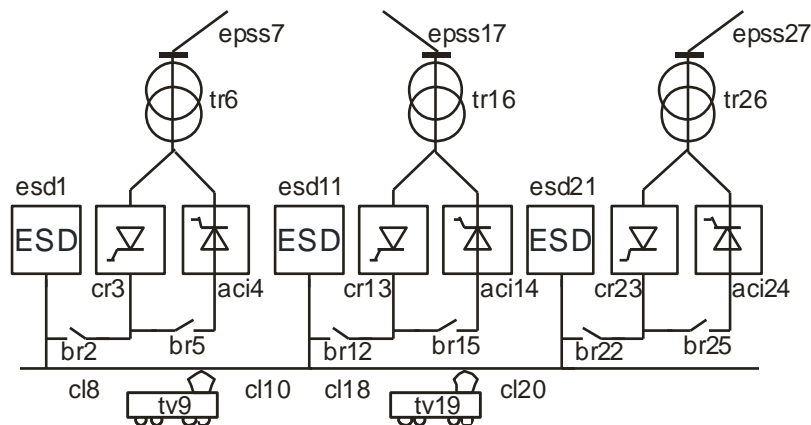 epss7 epss17 epss27
tr6 tr16 tr26
esd1 esd11 esd21
ESD ESD ESD
cr3 aci4 cr13 aci14 cr23 aci24
br2 br5 br12 br15 br22 br25
cl8 cl10 cl18 cl20
tv9 tv19